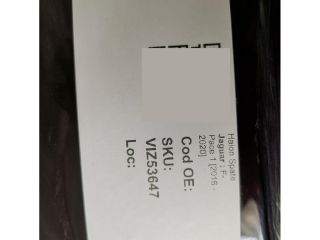 Haion Spate
Jaguar : F-
Pace 1 [2016 -
2020]
Cod OE:
SKU:
VIZ53647
Loc: